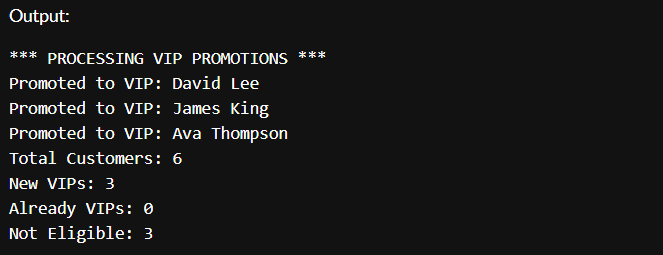 Output:
*** PROCESSING VIP PROMOTIONS ***
Promoted to VIP: David Lee
Promoted to VIP: James King
Promoted to VIP: Ava Thompson
Total Customers: 6
New VIPs: 3
Already VIPs: 0
Not Eligible: 3